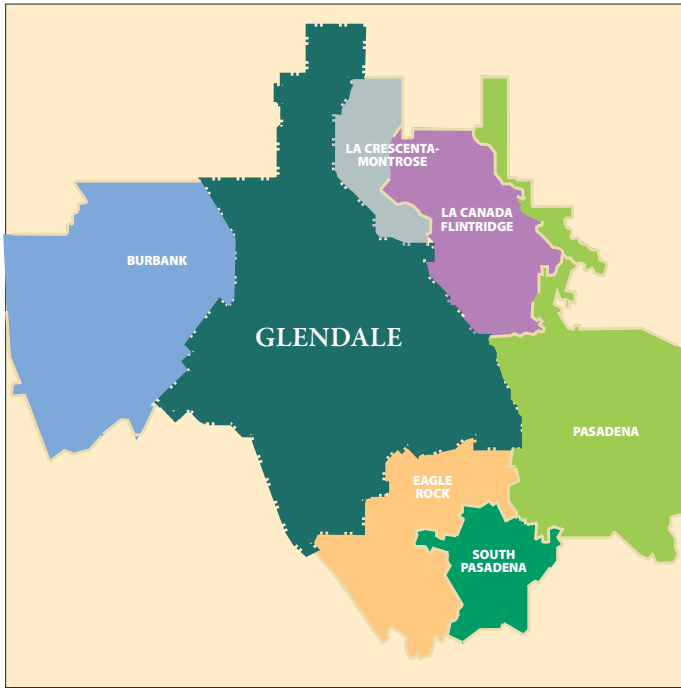 LA CRESCENTA-
MONTROSE
LA CANADA
FLINTRIDGE
BURBANK
GLENDALE
PASADENA
EAGLE
ROCK
SOUTH
PASADENA